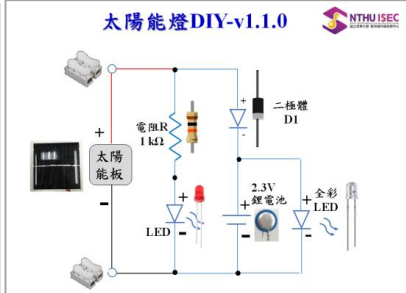 太陽能燈DIY-v1.1.0
NTHU ISEC
二極體
D1
電阻R
1 kΩ
+
-
+
太陽
能板
-
2.3V
鋰電池
+
-
全彩
LED
+
-
LED
+
-